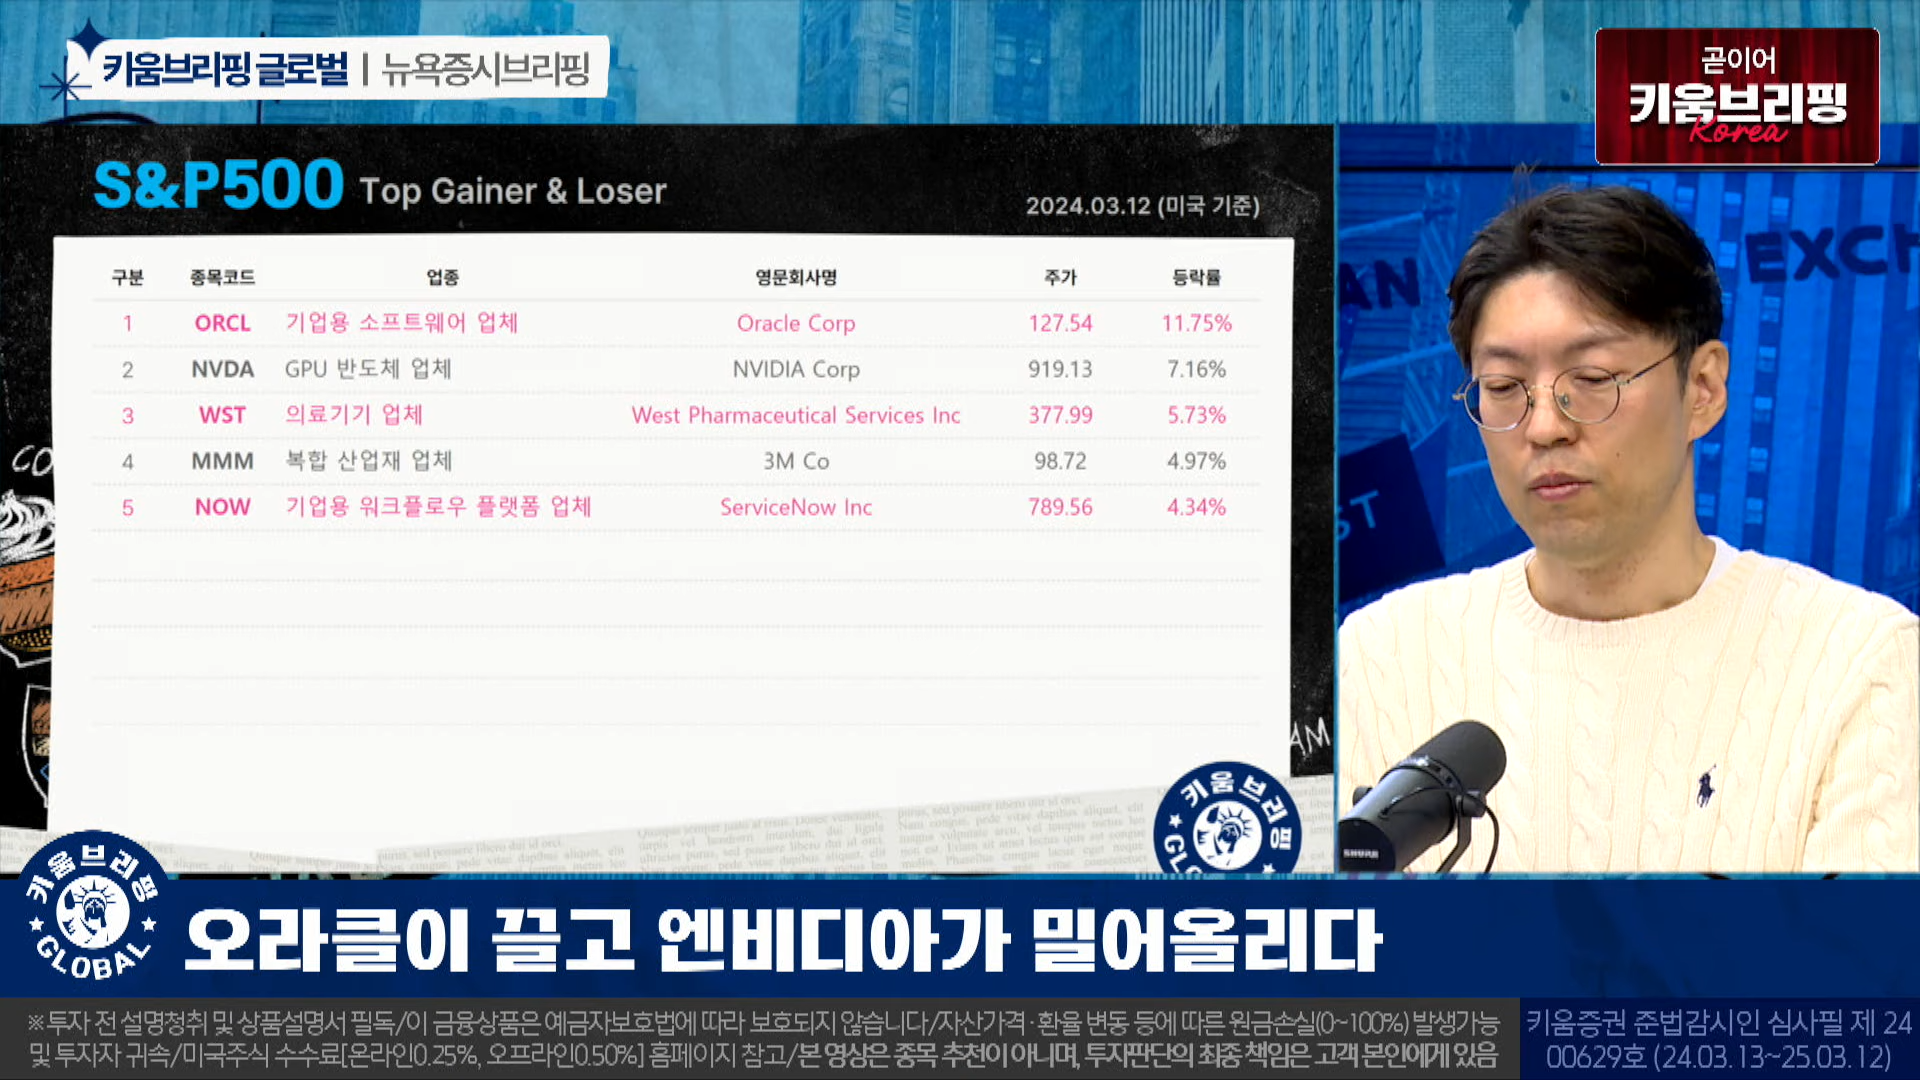 키움브리핑 글로벌 | 뉴욕증시브리핑
곧이어
키움브리핑
Korea
S&P500 Top Gainer & Loser
2024.03.12 (미국 기준)
구분 종목코드 업종 영문회사명 주가 등락률
1 ORCL 기업용 소프트웨어 업체 Oracle Corp 127.54 11.75%
2 NVDA GPU 반도체 업체 NVIDIA Corp 919.13 7.16%
3 WST 의료기기 업체 West Pharmaceutical Services Inc 377.99 5.73%
4 MMM 복합 산업재 업체 3M Co 98.72 4.97%
5 NOW 기업용 워크플로우 플랫폼 업체 ServiceNow Inc 789.56 4.34%
EXCH
AN
ST
CO
AM
키움브리핑
SHURE
키움브리핑
GLOBAL
오라클이 끌고 엔비디아가 밀어올리다
※투자 전 설명청취 및 상품설명서 필독/이 금융상품은 예금자보호법에 따라 보호되지 않습니다/자산가격·환율 변동 등에 따른 원금손실(0~100%) 발생가능
및 투자자 귀속/미국주식 수수료[온라인0.25%, 오프라인0.50%] 홈페이지 참고/본 영상은 종목 추천이 아니며, 투자판단의 최종 책임은 고객 본인에게 있음
키움증권 준법감시인 심사필 제 24
00629호 (24.03.13~25.03.12)